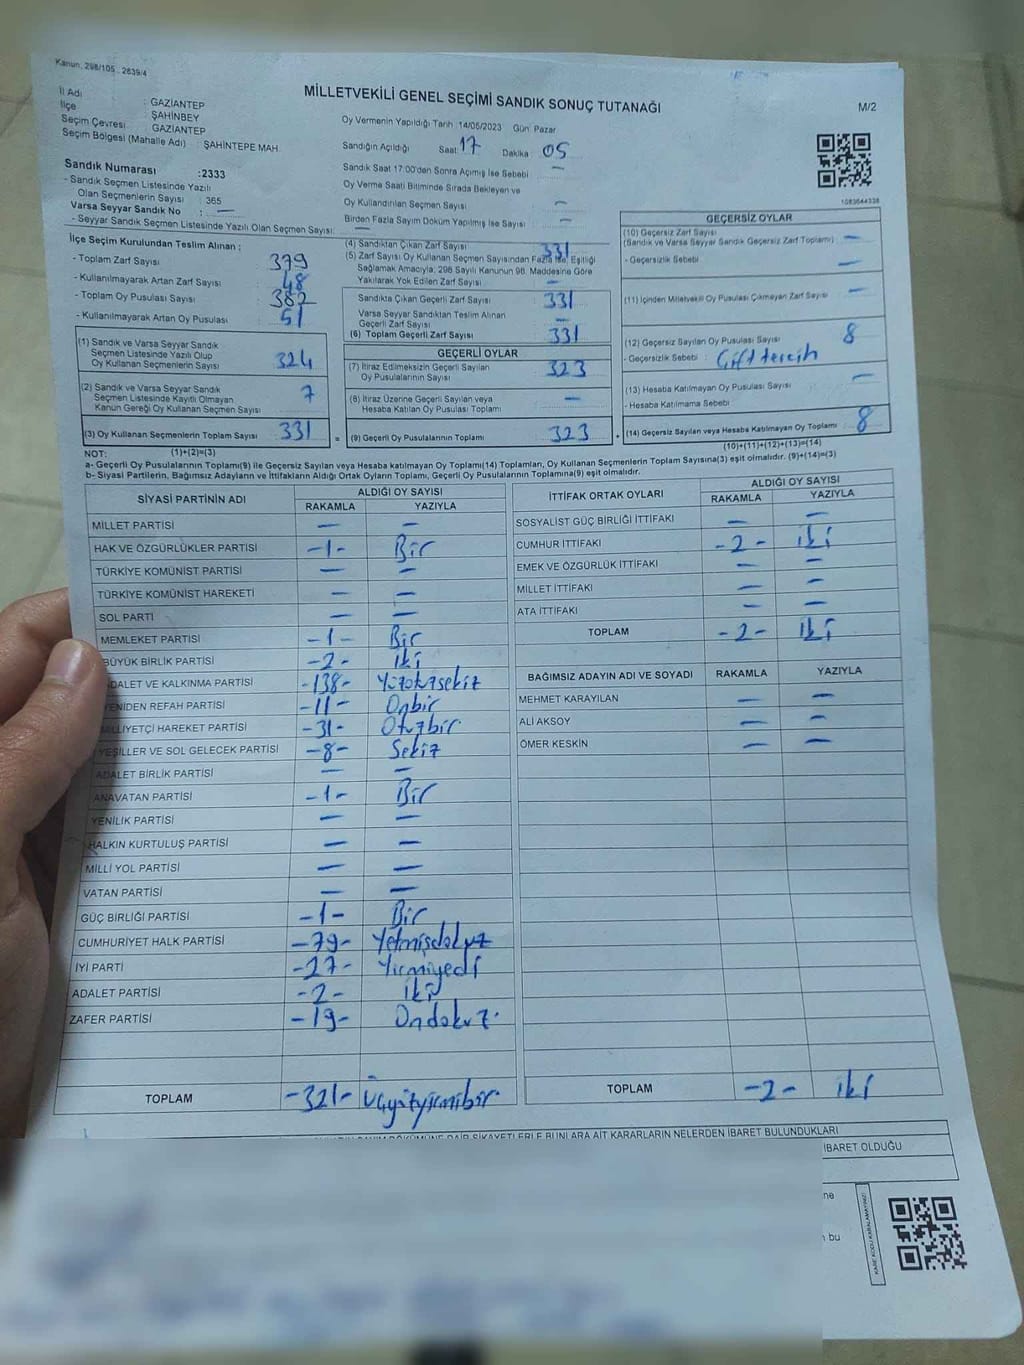 Kanun, 298/105 . 2839/4
MİLLETVEKİLİ GENEL SEÇİMİ SANDIK SONUÇ TUTANAĞI
M/2
İl Adı : GAZİANTEP
İlçe : ŞAHİNBEY
Seçim Çevresi : GAZİANTEP
Seçim Bölgesi (Mahalle Adı) : ŞAHİNTEPE MAH.
Oy Vermenin Yapıldığı Tarih 14/05/2023 Gün Pazar
Sandığın Açıldığı Saat 17 Dakika 05
Sandık Saat 17:00'dan Sonra Açılmış İse Sebebi —
Oy Verme Saati Bitiminde Sırada Bekleyen ve
Oy Kullandırılan Seçmen Sayısı —
Birden Fazla Sayım Döküm Yapılmış İse Sayısı —
1083644338
Sandık Numarası :2333
- Sandık Seçmen Listesinde Yazılı
Olan Seçmenlerin Sayısı : 365
Varsa Seyyar Sandık No : —
- Seyyar Sandık Seçmen Listesinde Yazılı Olan Seçmen Sayısı: —
İlçe Seçim Kurulundan Teslim Alınan :
- Toplam Zarf Sayısı 379
- Kullanılmayarak Artan Zarf Sayısı 48
- Toplam Oy Pusulası Sayısı 382
- Kullanılmayarak Artan Oy Pusulası 51
(1) Sandık ve Varsa Seyyar Sandık
Seçmen Listesinde Yazılı Olup
Oy Kullanan Seçmenlerin Sayısı 324
(2) Sandık ve Varsa Seyyar Sandık
Seçmen Listesinde Kayıtlı Olmayan
Kanun Gereği Oy Kullanan Seçmen Sayısı 7
(3) Oy Kullanan Seçmenlerin Toplam Sayısı 331
(4) Sandıktan Çıkan Zarf Sayısı 331
(5) Zarf Sayısı Oy Kullanan Seçmen Sayısından Fazla İse, Eşitliği
Sağlamak Amacıyla; 298 Sayılı Kanunun 98. Maddesine Göre
Yakılarak Yok Edilen Zarf Sayısı —
Sandıkta Çıkan Geçerli Zarf Sayısı 331
Varsa Seyyar Sandıktan Teslim Alınan
Geçerli Zarf Sayısı —
(6) Toplam Geçerli Zarf Sayısı 331
GEÇERLİ OYLAR
(7) İtiraz Edilmeksizin Geçerli Sayılan
Oy Pusulalarının Sayısı 323
(8) İtiraz Üzerine Geçerli Sayılan veya
Hesaba Katılan Oy Pusulası Toplamı —
= (9) Geçerli Oy Pusulalarının Toplamı 323 +
GEÇERSİZ OYLAR
(10) Geçersiz Zarf Sayısı
(Sandık ve Varsa Seyyar Sandık Geçersiz Zarf Toplamı) —
- Geçersizlik Sebebi —
(11) İçinden Milletvekili Oy Pusulası Çıkmayan Zarf Sayısı —
(12) Geçersiz Sayılan Oy Pusulası Sayısı 8
- Geçersizlik Sebebi : Çift tercih
(13) Hesaba Katılmayan Oy Pusulası Sayısı —
- Hesaba Katılmama Sebebi
(14) Geçersiz Sayılan veya Hesaba Katılmayan Oy Toplamı 8
NOT: (1)+(2)=(3)
(10)+(11)+(12)+(13)=(14)
a- Geçerli Oy Pusulalarının Toplamı(9) ile Geçersiz Sayılan veya Hesaba katılmayan Oy Toplamı(14) Toplamları, Oy Kullanan Seçmenlerin Toplam Sayısına(3) eşit olmalıdır. (9)+(14)=(3)
b- Siyasi Partilerin, Bağımsız Adayların ve İttifakların Aldığı Ortak Oyların Toplamı, Geçerli Oy Pusulalarının Toplamına(9) eşit olmalıdır.
SİYASİ PARTİNİN ADI
ALDIĞI OY SAYISI
RAKAMLA YAZIYLA
MİLLET PARTİSİ — —
HAK VE ÖZGÜRLÜKLER PARTİSİ -1- Bir
TÜRKİYE KOMÜNİST PARTİSİ — —
TÜRKİYE KOMÜNİST HAREKETİ — —
SOL PARTİ — —
MEMLEKET PARTİSİ -1- Bir
BÜYÜK BİRLİK PARTİSİ -2- iki
DALET VE KALKINMA PARTİSİ -138- Yüzotuzsekiz
ENİDEN REFAH PARTİSİ -11- Onbir
MİLLİYETÇİ HAREKET PARTİSİ -31- Otuzbir
YEŞİLLER VE SOL GELECEK PARTİSİ -8- Sekiz
ADALET BİRLİK PARTİSİ — —
ANAVATAN PARTİSİ -1- Bir
YENİLİK PARTİSİ — —
HALKIN KURTULUŞ PARTİSİ — —
MİLLİ YOL PARTİSİ — —
VATAN PARTİSİ — —
GÜÇ BİRLİĞİ PARTİSİ -1- Bir
CUMHURİYET HALK PARTİSİ -79- Yetmişdokuz
İYİ PARTİ -27- Yirmiyedi
ADALET PARTİSİ -2- iki
ZAFER PARTİSİ -19- Ondokuz
TOPLAM -321- Üçyüzyirmibir
İTTİFAK ORTAK OYLARI
ALDIĞI OY SAYISI
RAKAMLA YAZIYLA
SOSYALİST GÜÇ BİRLİĞİ İTTİFAKI — —
CUMHUR İTTİFAKI -2- iki
EMEK VE ÖZGÜRLÜK İTTİFAKI — —
MİLLET İTTİFAKI — —
ATA İTTİFAKI — —
TOPLAM -2- iki
BAĞIMSIZ ADAYIN ADI VE SOYADI RAKAMLA YAZIYLA
MEHMET KARAYILAN — —
ALİ AKSOY — —
ÖMER KESKİN — —
TOPLAM -2- iki
DÖKÜMÜNE DAİR ŞİKAYETLERLE BUNLARA AİT KARARLARIN NELERDEN İBARET BULUNDUKLARI
İBARET OLDUĞU
ne
bu